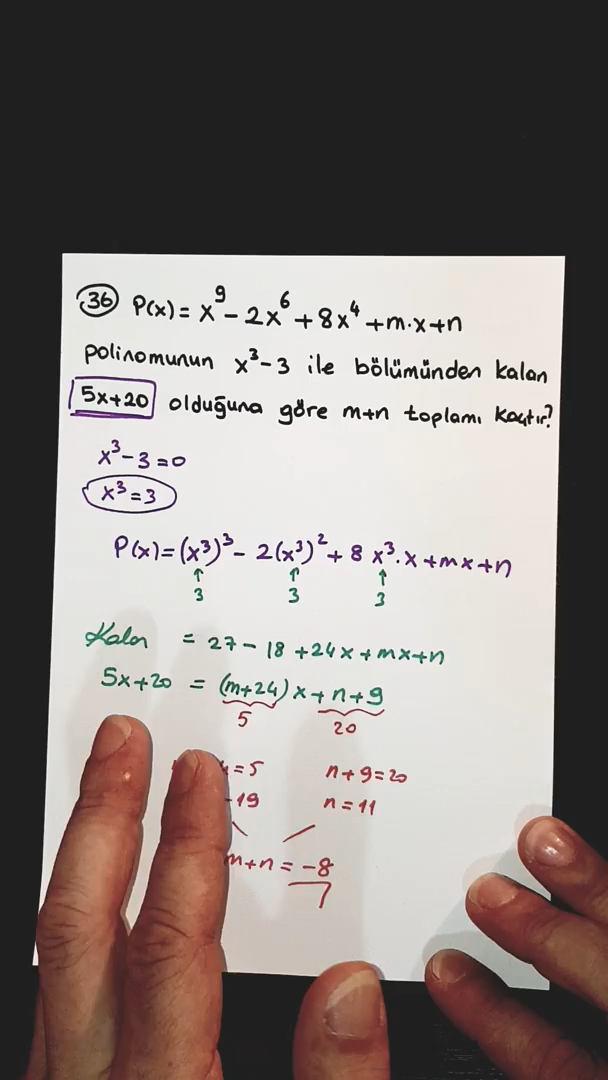 36 P(x) = x⁹ - 2x⁶ + 8x⁴ + m·x + n
polinomunun x³-3 ile bölümünden kalan
5x+20 olduğuna göre m+n toplamı kaçtır?
x³-3=0
x³=3
P(x) = (x³)³ - 2(x³)² + 8 x³·x + mx + n
↑ ↑ ↑
3 3 3
Kalan = 27 - 18 + 24x + mx + n
5x+20 = (m+24)x + n+9
5 20
=5 n+9=20
-19 n=11
m+n = -8